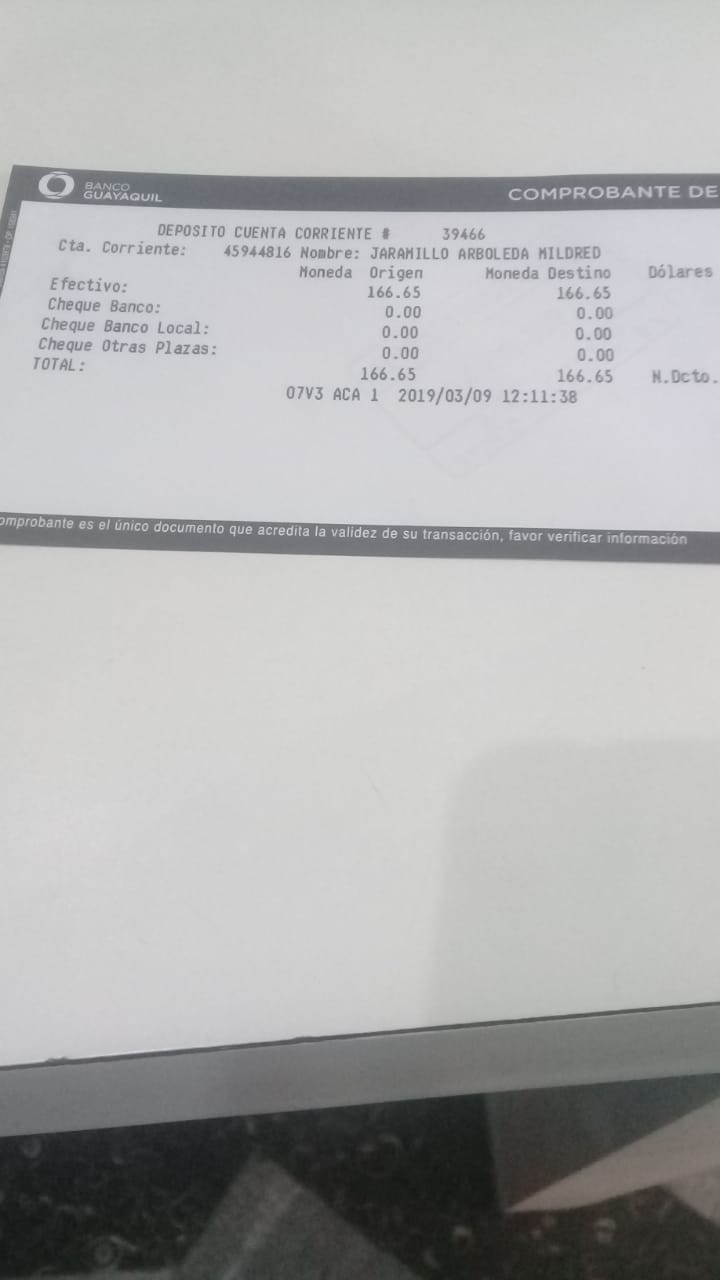 BANCO
GUAYAQUIL
COMPROBANTE DE
DEPOSITO CUENTA CORRIENTE # 39466
Cta. Corriente: 45944816 Nombre: JARAMILLO ARBOLEDA MILDRED
Moneda Origen Moneda Destino Dólares
Efectivo: 166.65 166.65
Cheque Banco: 0.00 0.00
Cheque Banco Local: 0.00 0.00
Cheque Otras Plazas: 0.00 0.00
TOTAL: 166.65 166.65 N.Dcto.
07V3 ACA 1 2019/03/09 12:11:38
omprobante es el único documento que acredita la validez de su transacción, favor verificar información